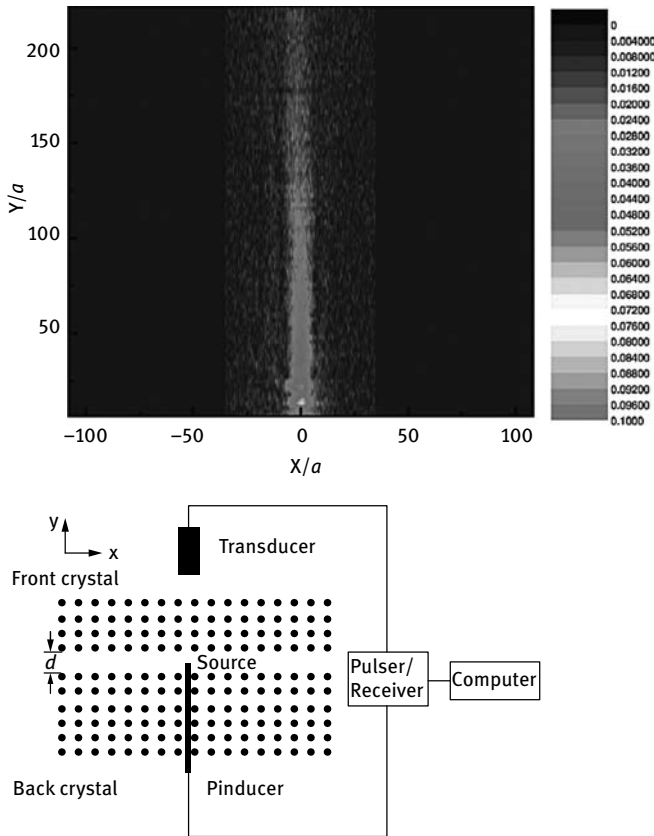 200
150
100
50
Y/a
−100
−50
0
50
100
X/a
0
0.004000
0.008000
0.01200
0.01600
0.02000
0.02400
0.02800
0.03200
0.03600
0.04000
0.04400
0.04800
0.05200
0.05600
0.06000
0.06400
0.06800
0.07200
0.07600
0.08000
0.08400
0.08800
0.09200
0.09600
0.1000
y
x
Transducer
Front crystal
d
Source
Pulser/
Receiver
Computer
Back crystal
Pinducer